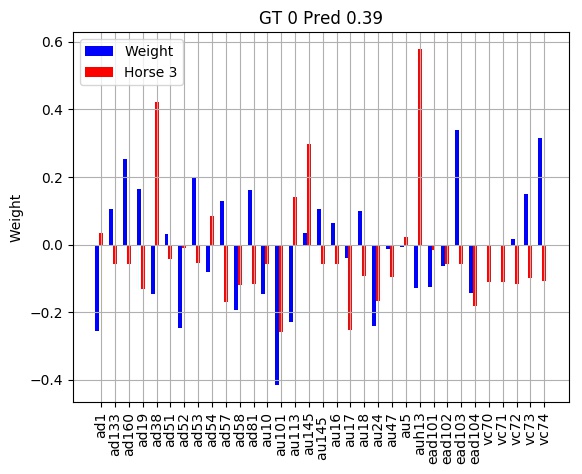 GT 0 Pred 0.39
Weight
Horse 3
Weight
0.6
0.4
0.2
0.0
−0.2
−0.4
ad1
ad133
ad160
ad19
ad38
ad51
ad52
ad53
ad54
ad57
ad58
ad81
au10
au101
au113
au145
au145
au16
au17
au18
au24
au47
au5
auh13
ead101
ead102
ead103
ead104
vc70
vc71
vc72
vc73
vc74